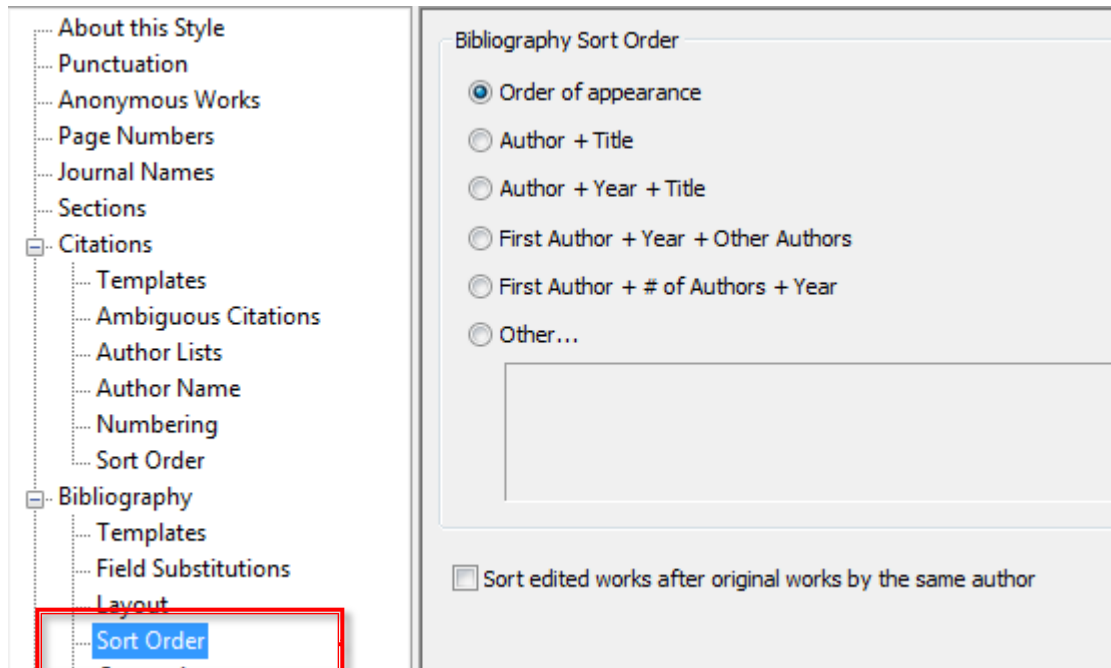 About this Style
Punctuation
Anonymous Works
Page Numbers
Journal Names
Sections
Citations
Templates
Ambiguous Citations
Author Lists
Author Name
Numbering
Sort Order
Bibliography
Templates
Field Substitutions
Layout
Sort Order
Bibliography Sort Order
Order of appearance
Author + Title
Author + Year + Title
First Author + Year + Other Authors
First Author + # of Authors + Year
Other...
Sort edited works after original works by the same author